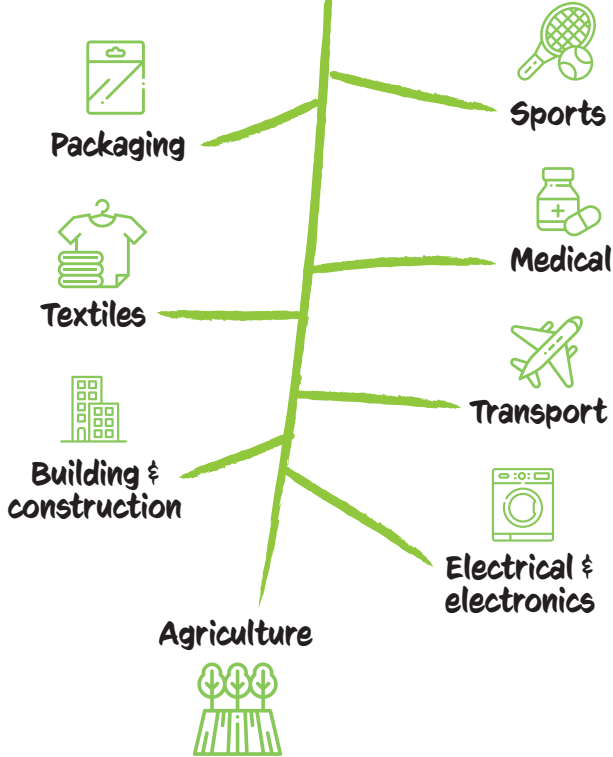 Sports
Packaging
Medical
Textiles
Transport
Building &
construction
Electrical &
electronics
Agriculture